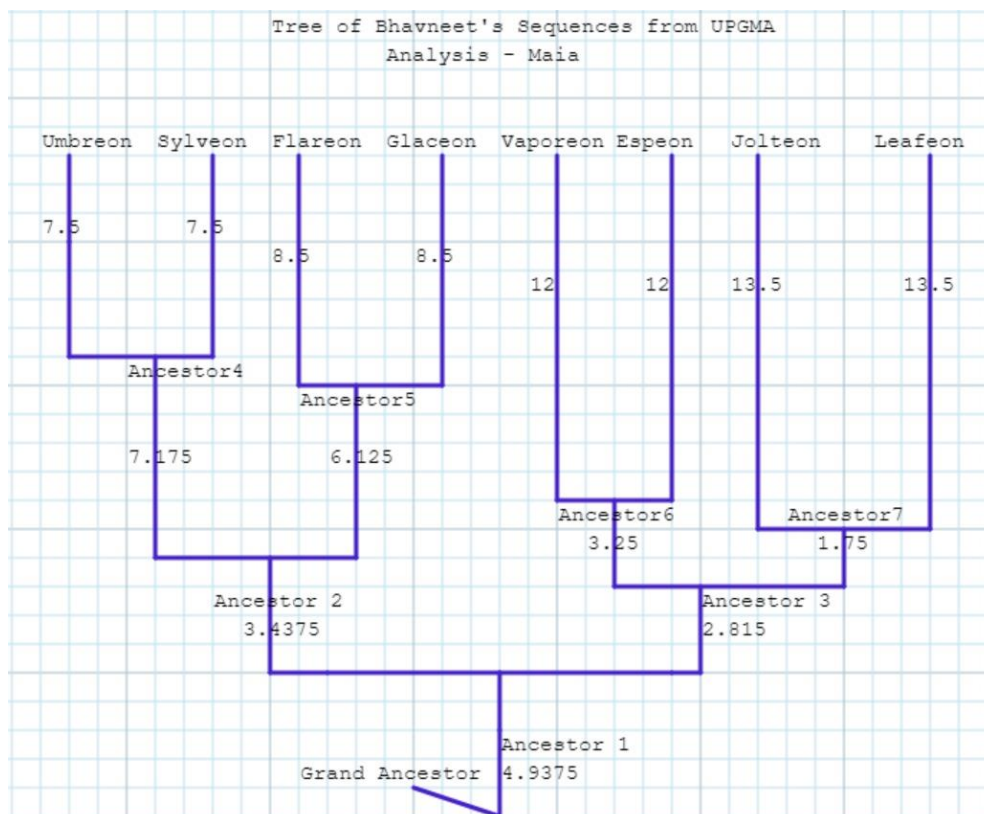 Tree of Bhavneet's Sequences from UPGMA
Analysis - Maia
Umbreon Sylveon Flareon Glaceon Vaporeon Espeon Jolteon Leafeon
7.5 7.5
8.5 8.5
12 12 13.5 13.5
Ancestor4
Ancestor5
7.175 6.125
Ancestor6 Ancestor7
3.25 1.75
Ancestor 2 Ancestor 3
3.4375 2.815
Ancestor 1
Grand Ancestor 4.9375